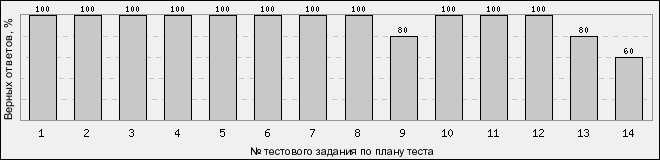 100 100 100 100 100 100 100 100 80 100 100 100 80 60
Верных ответов, %
1 2 3 4 5 6 7 8 9 10 11 12 13 14
№ тестового задания по плану теста